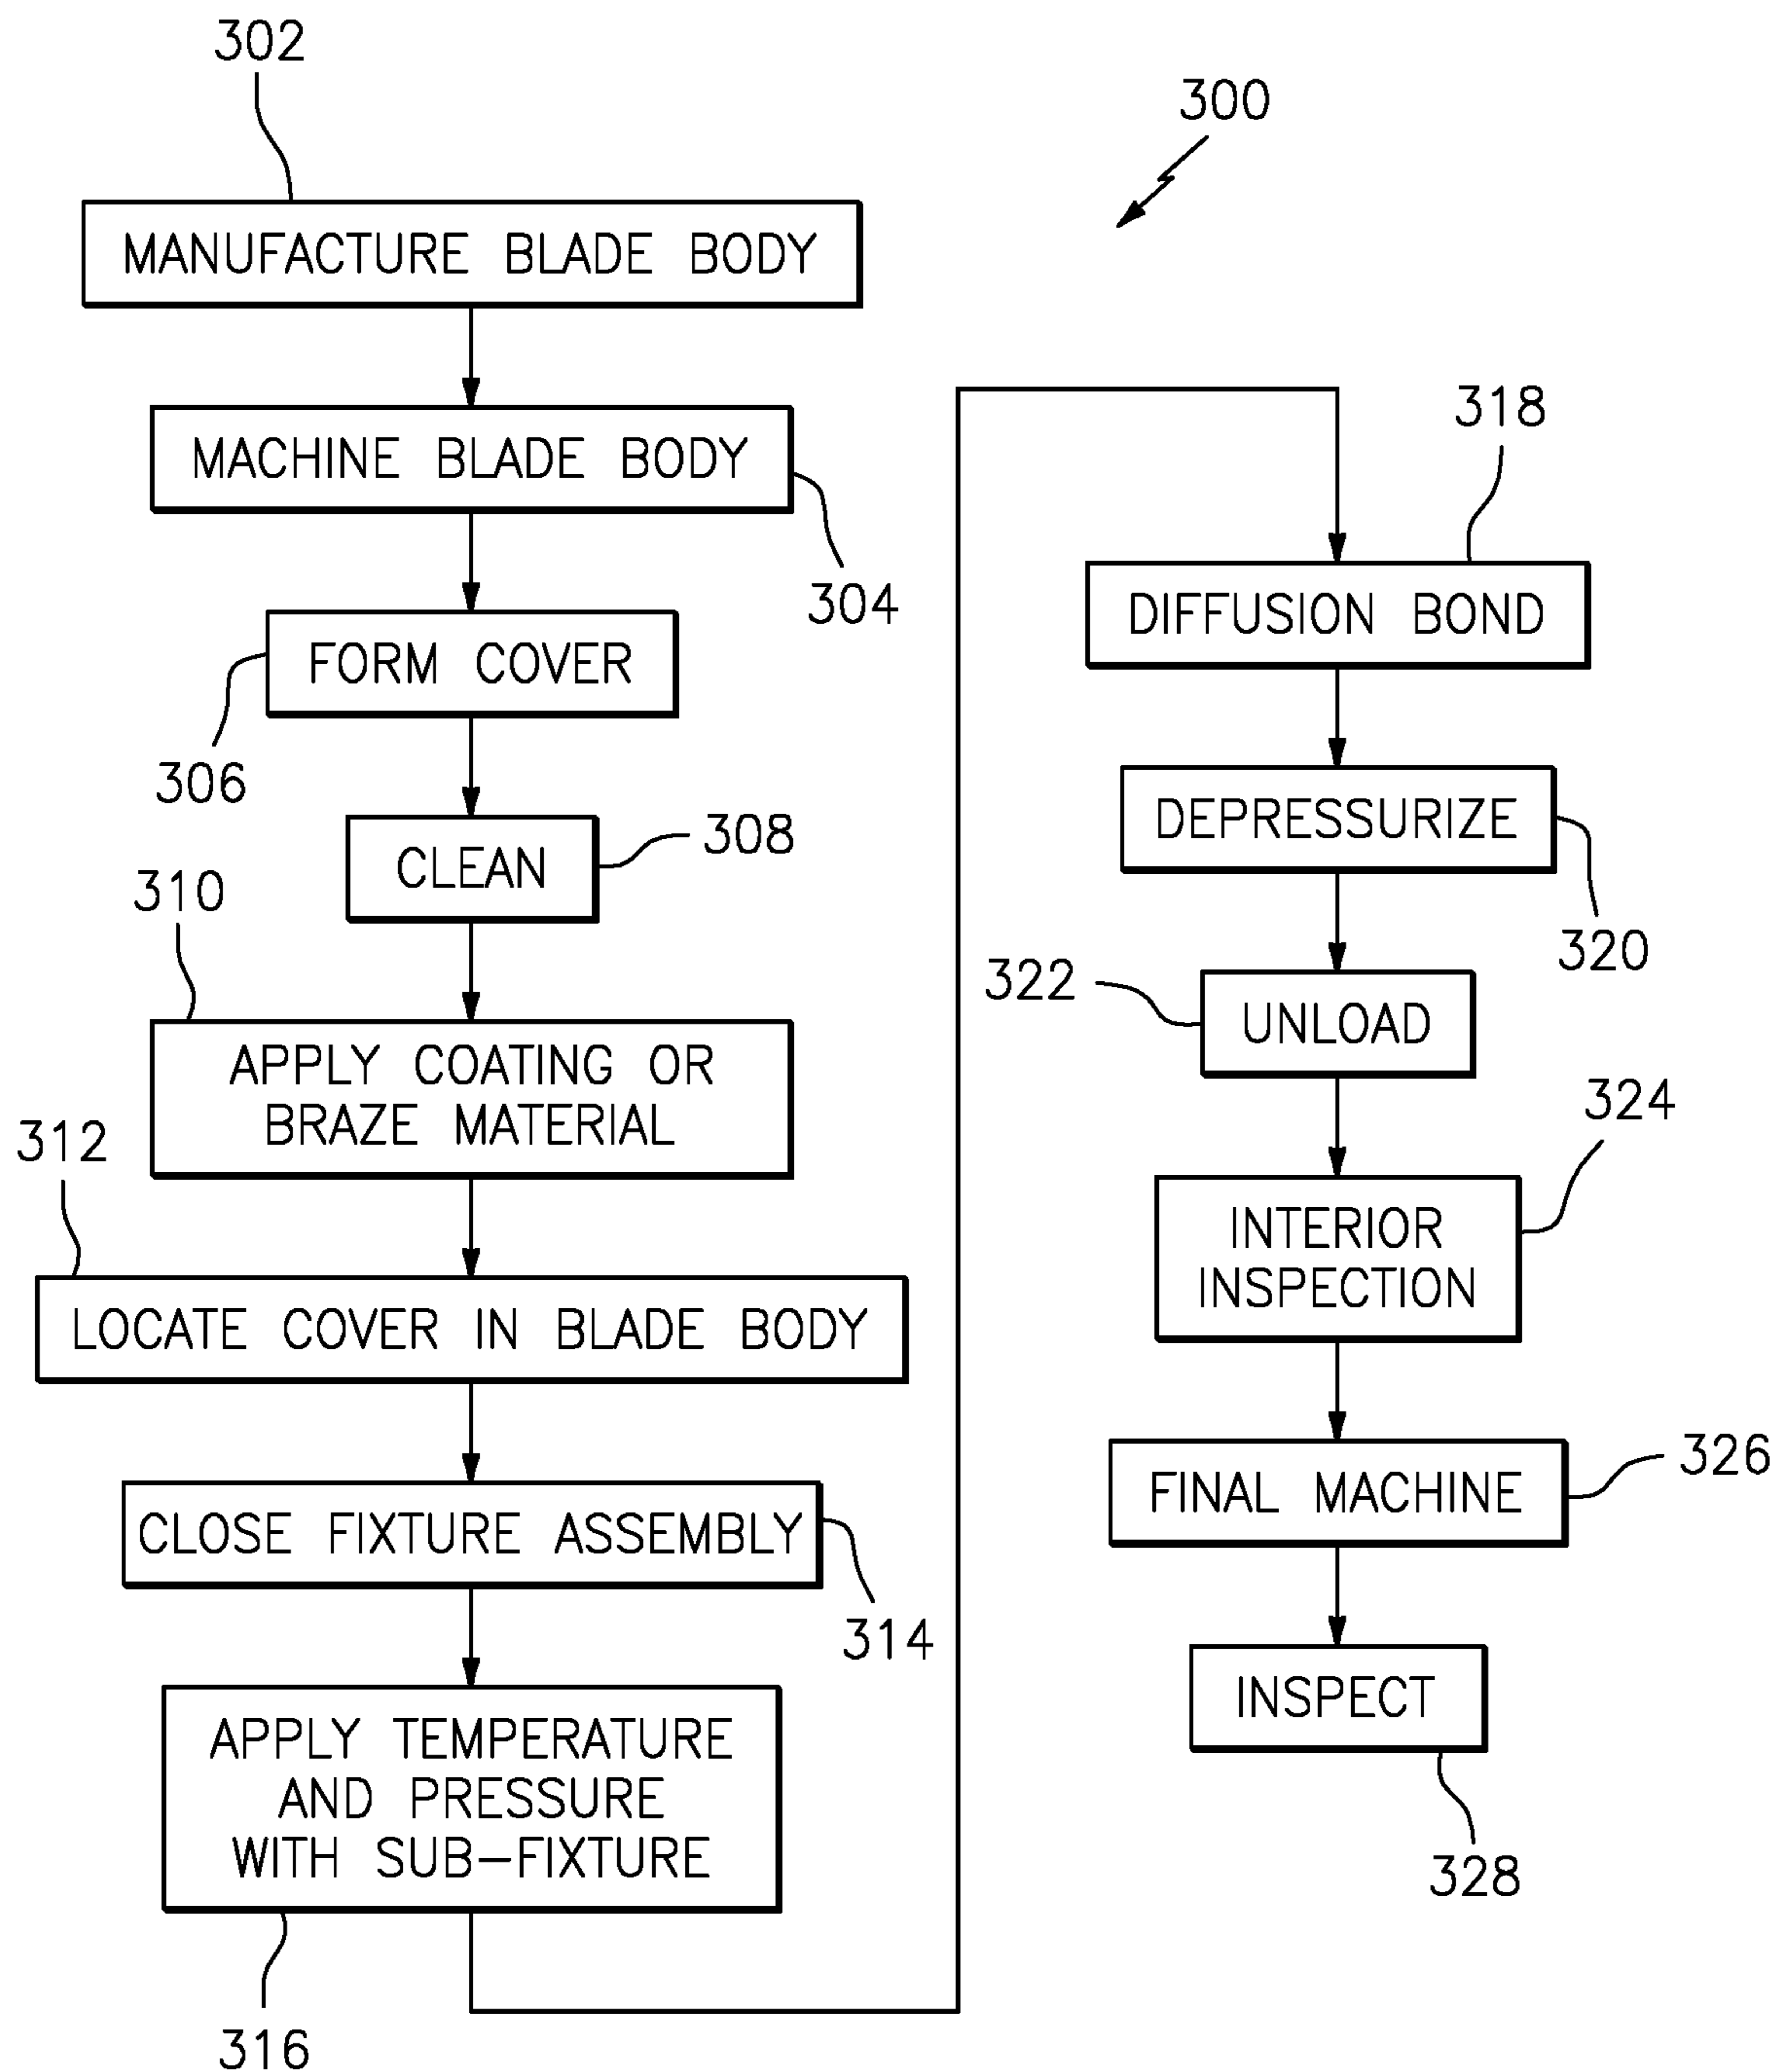 302
300
MANUFACTURE BLADE BODY
MACHINE BLADE BODY
304
FORM COVER
306
CLEAN
308
310
APPLY COATING OR
BRAZE MATERIAL
312
LOCATE COVER IN BLADE BODY
CLOSE FIXTURE ASSEMBLY
314
APPLY TEMPERATURE
AND PRESSURE
WITH SUB-FIXTURE
316
318
DIFFUSION BOND
DEPRESSURIZE
320
322
UNLOAD
324
INTERIOR
INSPECTION
326
FINAL MACHINE
INSPECT
328